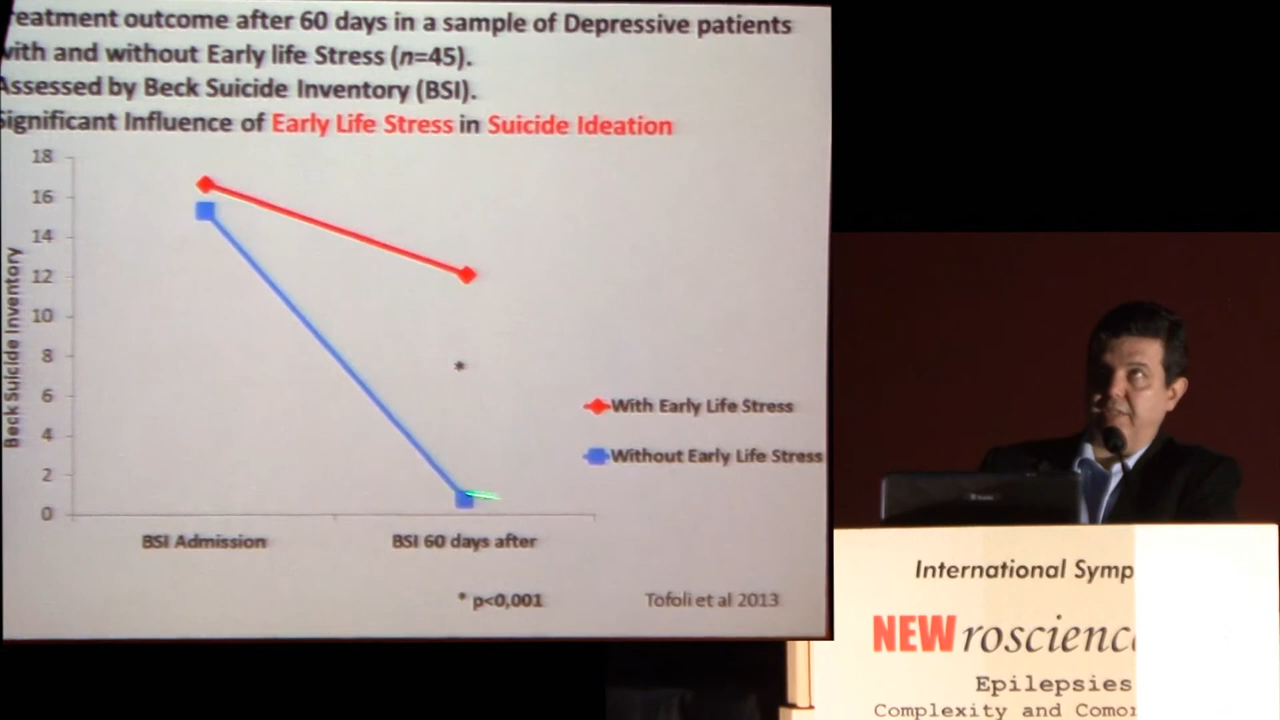 eatment outcome after 60 days in a sample of Depressive patients
with and without Early life Stress (n=45).
Assessed by Beck Suicide Inventory (BSI).
Significant Influence of Early Life Stress in Suicide Ideation
18
16
14
12
10
8
6
4
2
0
Beck Suicide Inventory
*
With Early Life Stress
Without Early Life Stress
BSI Admission
BSI 60 days after
* p<0,001
Tofoli et al 2013
International Symp
NEWroscienc
Epilepsies
Complexity and Comor